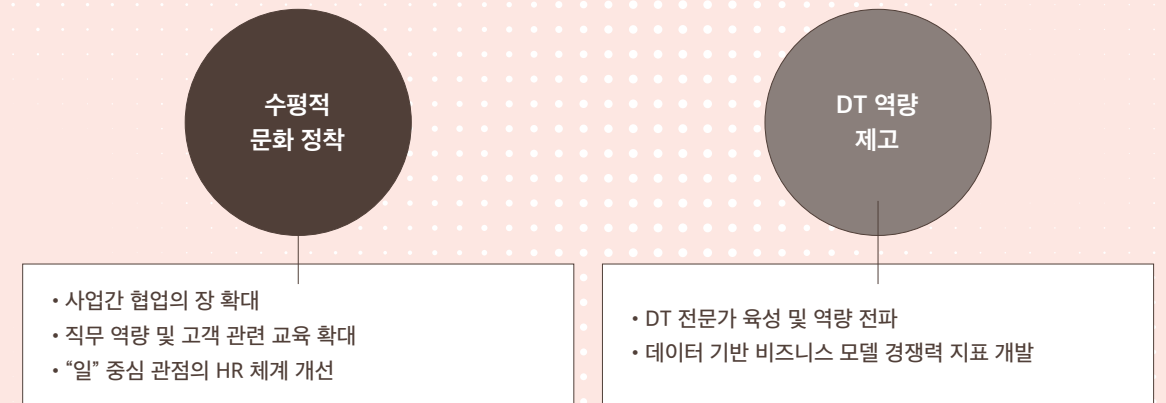 수평적
문화 정착
• 사업간 협업의 장 확대
• 직무 역량 및 고객 관련 교육 확대
• “일” 중심 관점의 HR 체계 개선
DT 역량
제고
• DT 전문가 육성 및 역량 전파
• 데이터 기반 비즈니스 모델 경쟁력 지표 개발